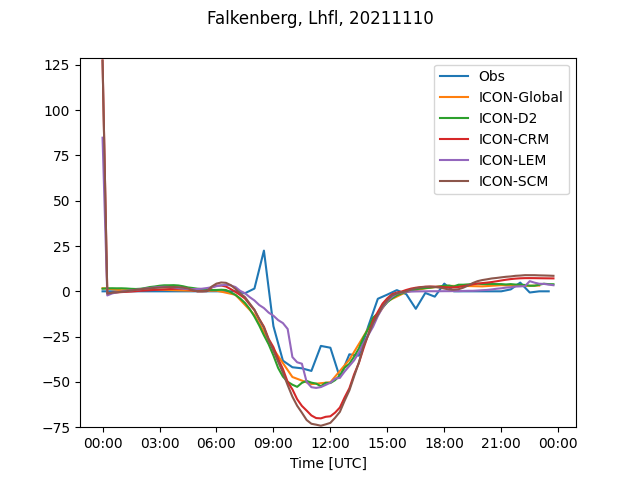 Falkenberg, Lhfl, 20211110
125
100
75
50
25
0
−25
−50
−75
Obs
ICON-Global
ICON-D2
ICON-CRM
ICON-LEM
ICON-SCM
00:00 03:00 06:00 09:00 12:00 15:00 18:00 21:00 00:00
Time [UTC]